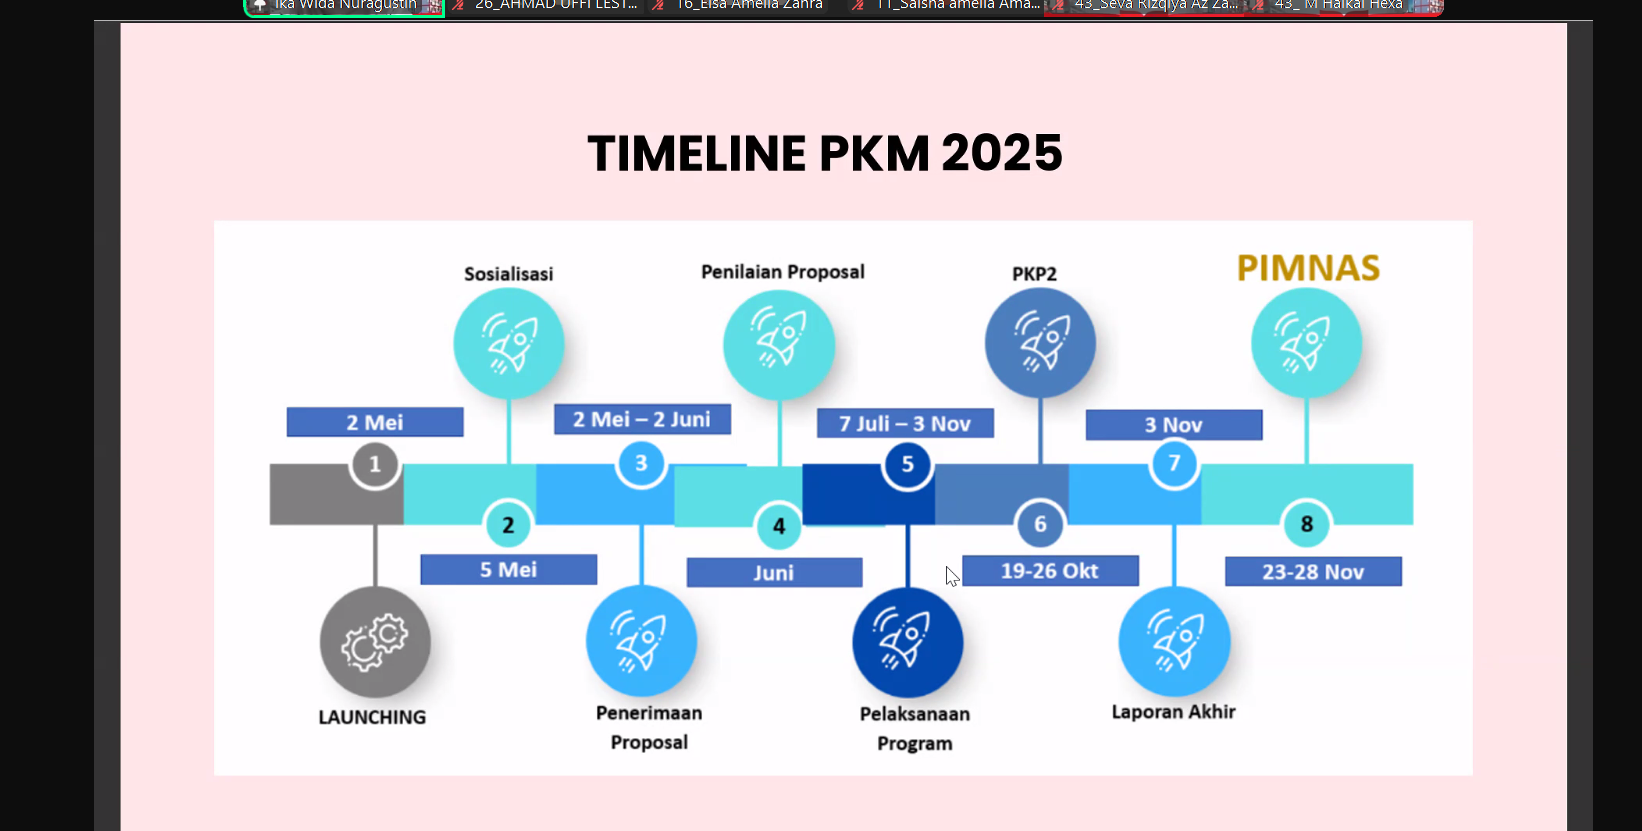 Ika Wida Nuragustin
26_AHMAD UFFI LEST...
16_Elsa Amelia Zahra
11_Salsha amelia Ama...
43_Seva Rizqiya Az Za...
43_ M Haikal Hexa
TIMELINE PKM 2025
Sosialisasi
Penilaian Proposal
PKP2
PIMNAS
2 Mei
2 Mei – 2 Juni
7 Juli – 3 Nov
3 Nov
1
3
5
7
2
4
6
8
5 Mei
Juni
19-26 Okt
23-28 Nov
LAUNCHING
Penerimaan
Proposal
Pelaksanaan
Program
Laporan Akhir